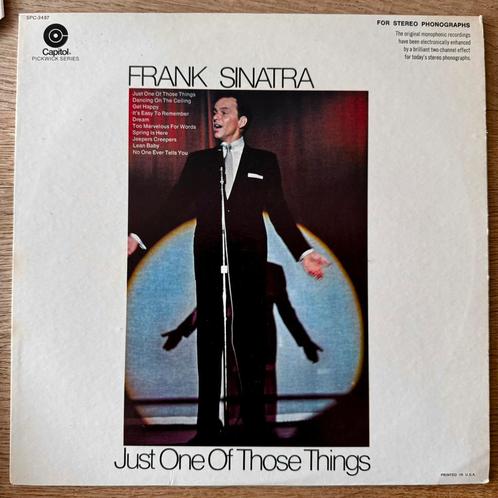 SPC-3457
Capitol
PICKWICK SERIES
FOR STEREO PHONOGRAPHS
The original monophonic recordings
have been electronically enhanced
by a brilliant two-channel effect
for today's stereo phonographs.
FRANK SINATRA
Just One Of Those Things
Dancing On The Ceiling
Get Happy
It's Easy To Remember
Dream
Too Marvelous For Words
Spring Is Here
Jeepers Creepers
Lean Baby
No One Ever Tells You
Just One Of Those Things
PRINTED IN U.S.A.